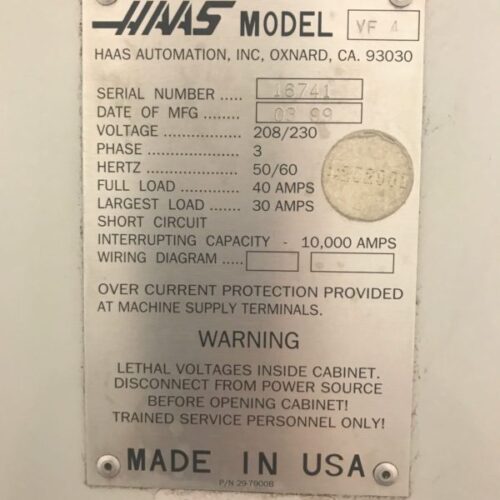 HAAS MODEL VF 4
HAAS AUTOMATION, INC, OXNARD, CA. 93030
SERIAL NUMBER ..... 16741
DATE OF MFG ........ 03 99
VOLTAGE ............... 208/230
PHASE .................... 3
HERTZ .................... 50/60
FULL LOAD ............ 40 AMPS
LARGEST LOAD ....... 30 AMPS
SHORT CIRCUIT
INTERRUPTING CAPACITY - 10,000 AMPS
WIRING DIAGRAM .....
OVER CURRENT PROTECTION PROVIDED
AT MACHINE SUPPLY TERMINALS.
WARNING
LETHAL VOLTAGES INSIDE CABINET.
DISCONNECT FROM POWER SOURCE
BEFORE OPENING CABINET!
TRAINED SERVICE PERSONNEL ONLY!
MADE IN USA
P/N 29-7900B